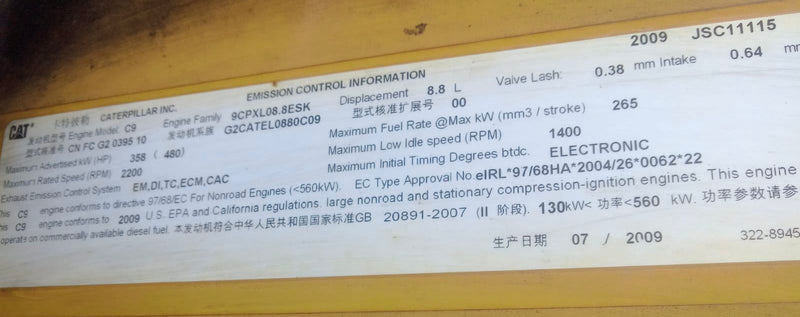 2009 JSC11115
CAT 卡特彼勒 CATERPILLAR INC. EMISSION CONTROL INFORMATION Valve Lash: 0.38 mm Intake 0.64
发动机型号 Engine Model. C9 Engine Family 9CPXL08.8ESK Displacement 8.8 L
型式核准号 CN FC G2 0395 10 发动机系族 G2CATEL0880C09 型式核准扩展号 00
Maximum Advertised kW (HP) 358 ( 480) Maximum Fuel Rate @Max kW (mm3 / stroke) 265
Maximum Rated Speed (RPM) 2200 Maximum Low Idle speed (RPM) 1400
Exhaust Emission Control System EM,DI,TC,ECM,CAC Maximum Initial Timing Degrees btdc. ELECTRONIC
This C9 engine conforms to directive 97/68/EC For Nonroad Engines (<560kW). EC Type Approval No. eIRL*97/68HA*2004/26*0062*22
This C9 engine conforms to 2009 U.S. EPA and California regulations. large nonroad and stationary compression-ignition engines. This engine
operate on commercially available diesel fuel. 本发动机符合中华人民共和国国家标准GB 20891-2007 (II 阶段). 130kW< 功率<560 kW. 功率参数请参
生产日期 07 / 2009 322-8945